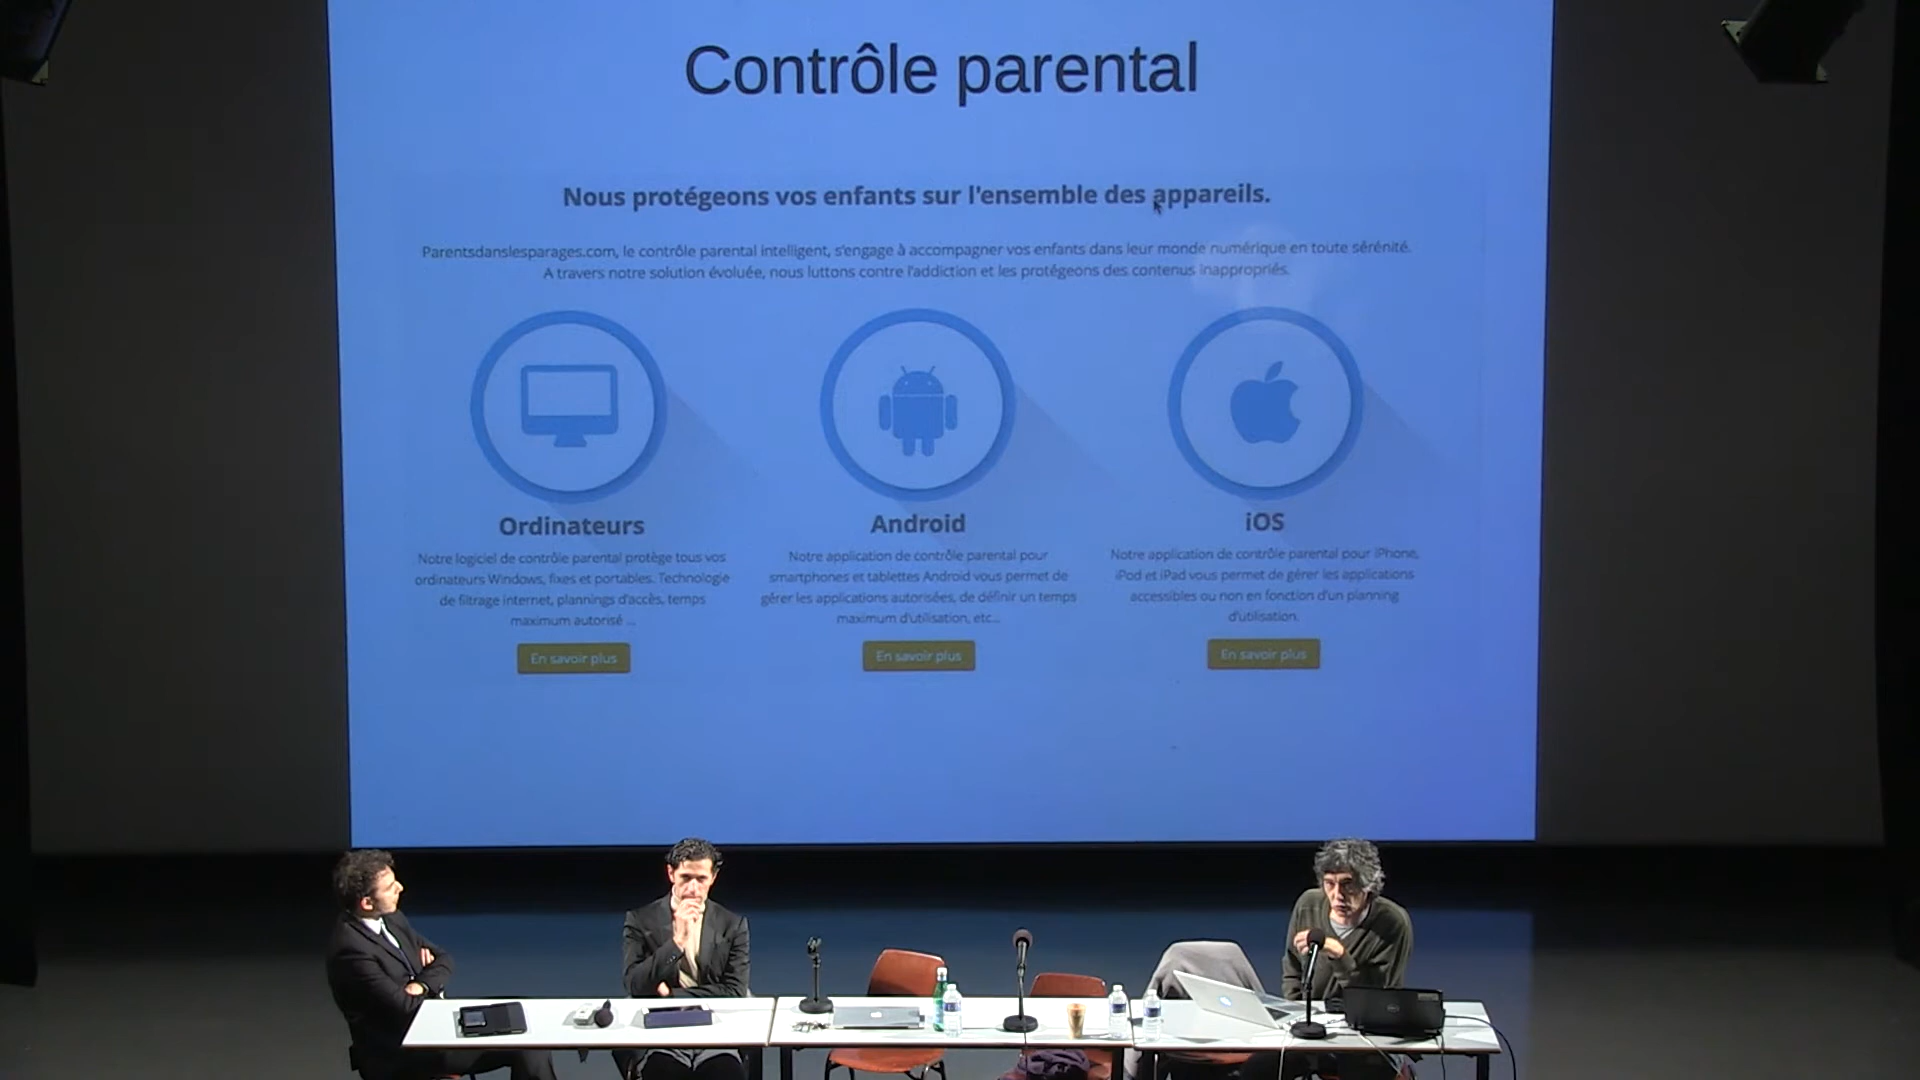 Contrôle parental
Nous protégeons vos enfants sur l'ensemble des appareils.
Parentsdanslesparages.com, le contrôle parental intelligent, s'engage à accompagner vos enfants dans leur monde numérique en toute sérénité.
A travers notre solution évoluée, nous luttons contre l'addiction et les protégeons des contenus inappropriés.
Ordinateurs
Notre logiciel de contrôle parental protège tous vos
ordinateurs Windows, fixes et portables. Technologie
de filtrage internet, plannings d'accès, temps
maximum autorisé ...
En savoir plus
Android
Notre application de contrôle parental pour
smartphones et tablettes Android vous permet de
gérer les applications autorisées, de définir un temps
maximum d'utilisation, etc...
En savoir plus
iOS
Notre application de contrôle parental pour iPhone,
iPod et iPad vous permet de gérer les applications
accessibles ou non en fonction d'un planning
d'utilisation.
En savoir plus